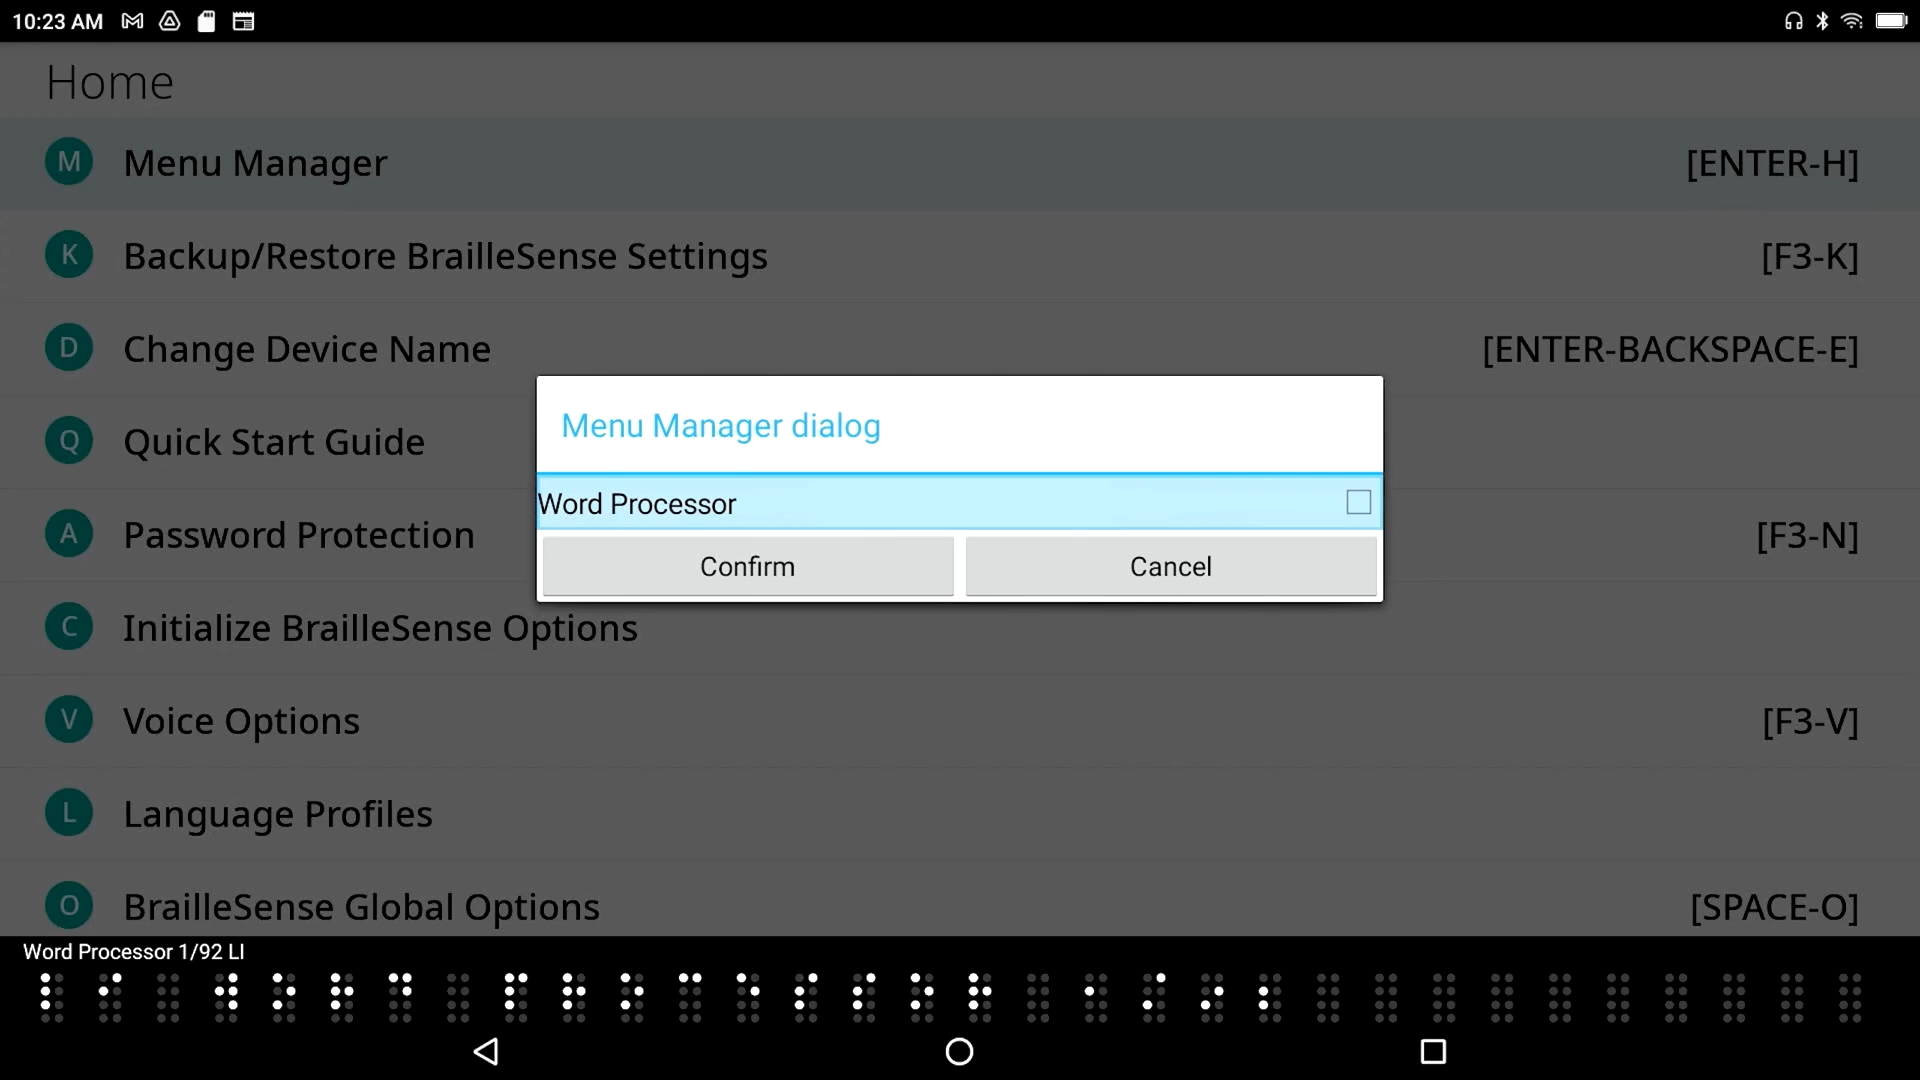 10:23 AM
Home
M Menu Manager [ENTER-H]
K Backup/Restore BrailleSense Settings [F3-K]
D Change Device Name [ENTER-BACKSPACE-E]
Q Quick Start Guide
A Password Protection [F3-N]
C Initialize BrailleSense Options
V Voice Options [F3-V]
L Language Profiles
O BrailleSense Global Options [SPACE-O]
Menu Manager dialog
Word Processor
Confirm Cancel
Word Processor 1/92 LI